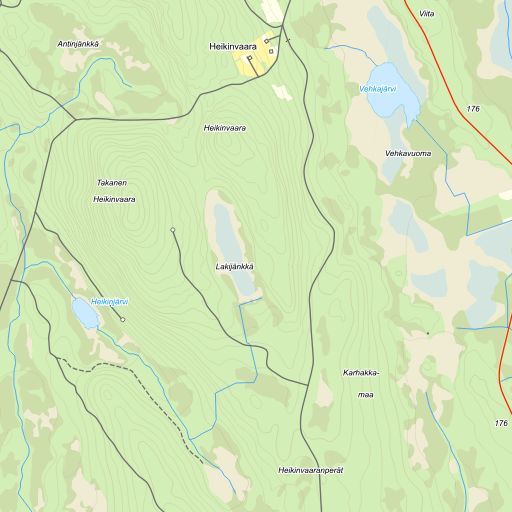 Viita
Antinjänkkä
Heikinvaara
Vehkajärvi
176
Heikinvaara
Vehkavuoma
Takanen
Heikinvaara
Lakijänkkä
Heikinjärvi
Karhakka-
maa
176
Heikinvaaranperät